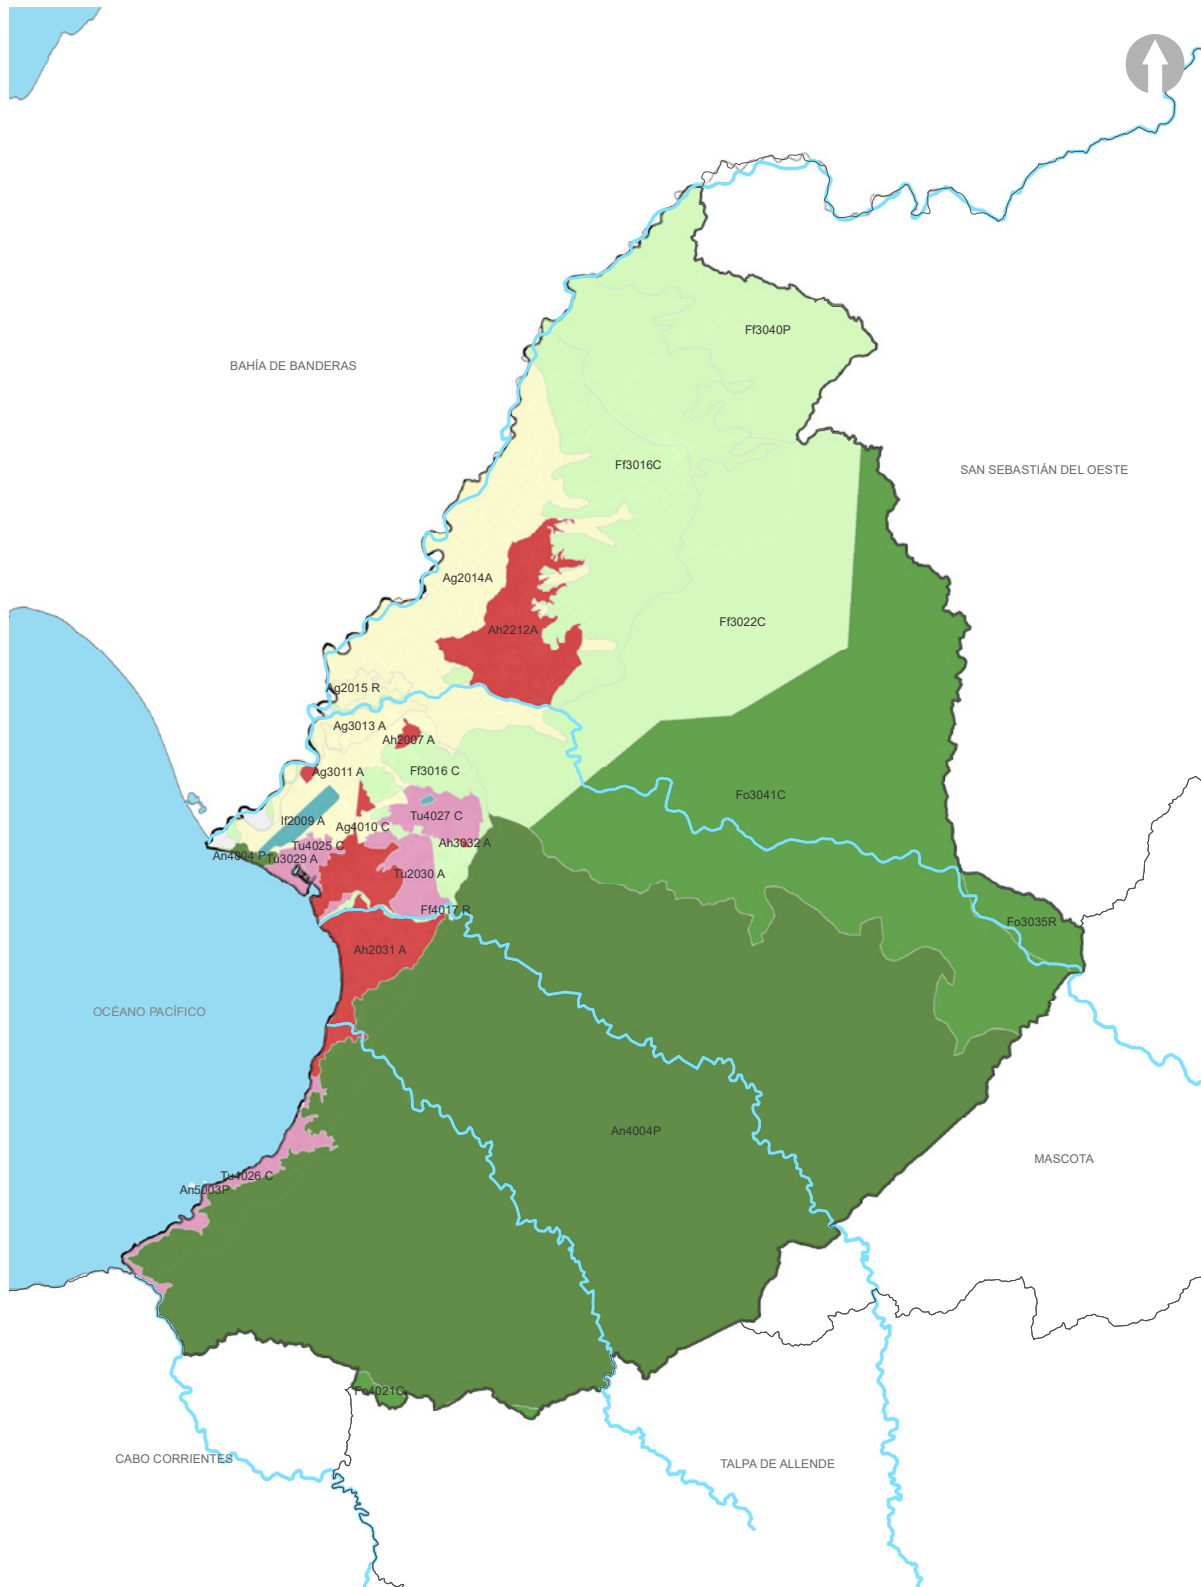 Ff3040P
BAHÍA DE BANDERAS
Ff3016C
SAN SEBASTIÁN DEL OESTE
Ag2014A
Ff3022C
Ah2212A
Ag2015 R
Ag3013 A
Ah2007 A
Ag3011 A
Ff3016 C
Fo3041C
If2009 A
Tu4027 C
Ag4010 C
Tu4025 C
Ah3032 A
An4004 P
Tu3029 A
Tu2030 A
Ff4017 R
Fo3035R
Ah2031 A
OCÉANO PACÍFICO
An4004P
MASCOTA
Tu4026 C
An5003P
Fo4021C
CABO CORRIENTES
TALPA DE ALLENDE